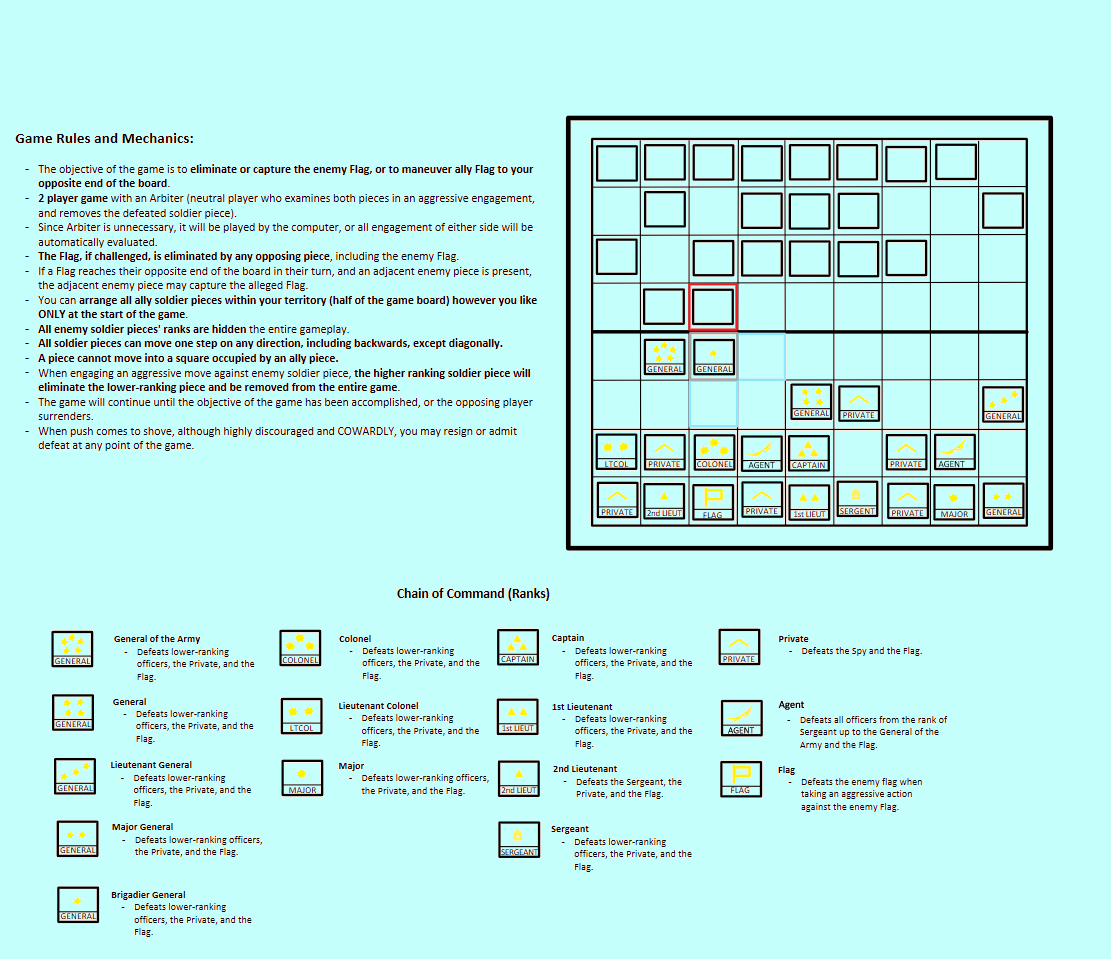 Game Rules and Mechanics:
- The objective of the game is to eliminate or capture the enemy Flag, or to maneuver ally Flag to your
opposite end of the board.
- 2 player game with an Arbiter (neutral player who examines both pieces in an aggressive engagement,
and removes the defeated soldier piece).
- Since Arbiter is unnecessary, it will be played by the computer, or all engagement of either side will be
automatically evaluated.
- The Flag, if challenged, is eliminated by any opposing piece, including the enemy Flag.
- If a Flag reaches their opposite end of the board in their turn, and an adjacent enemy piece is present,
the adjacent enemy piece may capture the alleged Flag.
- You can arrange all ally soldier pieces within your territory (half of the game board) however you like
ONLY at the start of the game.
- All enemy soldier pieces' ranks are hidden the entire gameplay.
- All soldier pieces can move one step on any direction, including backwards, except diagonally.
- A piece cannot move into a square occupied by an ally piece.
- When engaging an aggressive move against enemy soldier piece, the higher ranking soldier piece will
eliminate the lower-ranking piece and be removed from the entire game.
- The game will continue until the objective of the game has been accomplished, or the opposing player
surrenders.
- When push comes to shove, although highly discouraged and COWARDLY, you may resign or admit
defeat at any point of the game.
GENERAL GENERAL
GENERAL PRIVATE GENERAL
LTCOL PRIVATE COLONEL AGENT CAPTAIN PRIVATE AGENT
PRIVATE 2nd LIEUT FLAG PRIVATE 1st LIEUT SERGENT PRIVATE MAJOR GENERAL
Chain of Command (Ranks)
GENERAL
General of the Army
- Defeats lower-ranking
officers, the Private, and the
Flag.
GENERAL
General
- Defeats lower-ranking
officers, the Private, and the
Flag.
GENERAL
Lieutenant General
- Defeats lower-ranking
officers, the Private, and the
Flag.
GENERAL
Major General
- Defeats lower-ranking officers,
the Private, and the Flag.
GENERAL
Brigadier General
- Defeats lower-ranking
officers, the Private, and the
Flag.
COLONEL
Colonel
- Defeats lower-ranking
officers, the Private, and the
Flag.
LTCOL
Lieutenant Colonel
- Defeats lower-ranking
officers, the Private, and the
Flag.
MAJOR
Major
- Defeats lower-ranking officers,
the Private, and the Flag.
CAPTAIN
Captain
- Defeats lower-ranking
officers, the Private, and the
Flag.
1st LIEUT
1st Lieutenant
- Defeats lower-ranking
officers, the Private, and the
Flag.
2nd LIEUT
2nd Lieutenant
- Defeats the Sergeant, the
Private, and the Flag.
SERGEANT
Sergeant
- Defeats lower-ranking
officers, the Private, and the
Flag.
PRIVATE
Private
- Defeats the Spy and the Flag.
AGENT
Agent
- Defeats all officers from the rank of
Sergeant up to the General of the
Army and the Flag.
FLAG
Flag
- Defeats the enemy flag when
taking an aggressive action
against the enemy Flag.